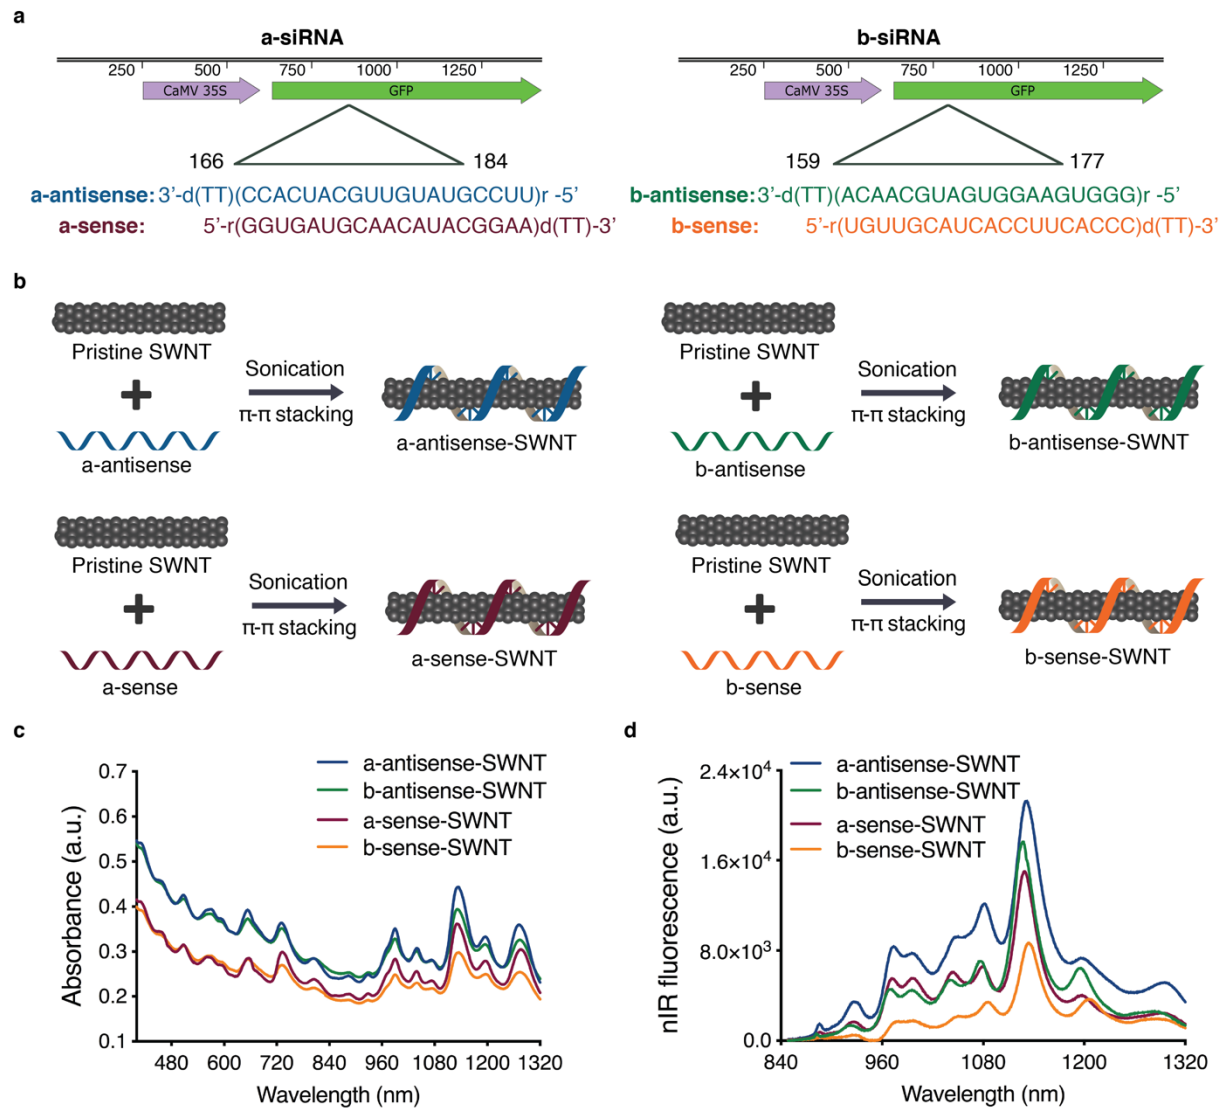 a
a-siRNA
250 500 750 1000 1250
CaMV 35S GFP
166 184
a-antisense: 3’-d(TT)(CCACUACGUUGUAUGCCUU)r -5’
a-sense: 5’-r(GGUGAUGCAACAUACGGAA)d(TT)-3’
b-siRNA
250 500 750 1000 1250
CaMV 35S GFP
159 177
b-antisense: 3’-d(TT)(ACAACGUAGUGGAAGUGGG)r -5’
b-sense: 5’-r(UGUUGCAUCACCUUCACCC)d(TT)-3’
b
Pristine SWNT
+
a-antisense
Sonication
π-π stacking
a-antisense-SWNT
Pristine SWNT
+
b-antisense
Sonication
π-π stacking
b-antisense-SWNT
Pristine SWNT
+
a-sense
Sonication
π-π stacking
a-sense-SWNT
Pristine SWNT
+
b-sense
Sonication
π-π stacking
b-sense-SWNT
c
a-antisense-SWNT
b-antisense-SWNT
a-sense-SWNT
b-sense-SWNT
Absorbance (a.u.)
0.7
0.6
0.5
0.4
0.3
0.2
0.1
480 600 720 840 960 1080 1200 1320
Wavelength (nm)
d
a-antisense-SWNT
b-antisense-SWNT
a-sense-SWNT
b-sense-SWNT
nIR fluorescence (a.u.)
2.4×10⁴
1.6×10⁴
8.0×10³
0.0
840 960 1080 1200 1320
Wavelength (nm)